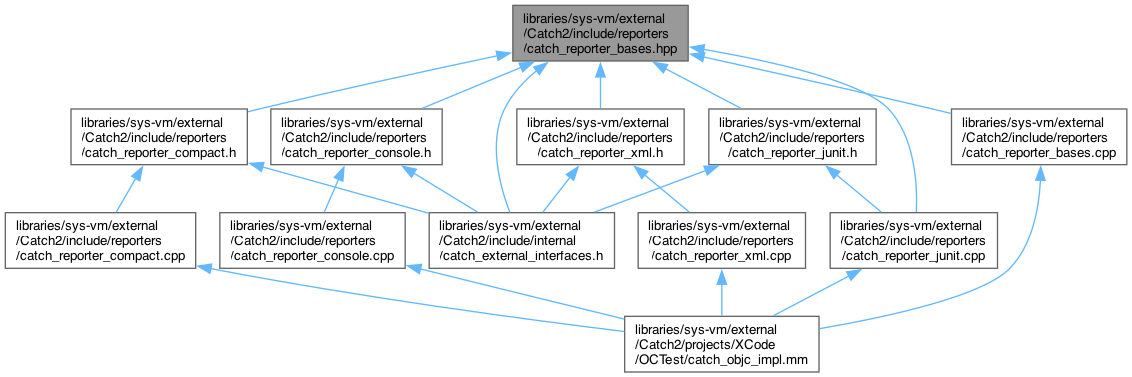 libraries/sys-vm/external
/Catch2/include/reporters
/catch_reporter_bases.hpp
libraries/sys-vm/external
/Catch2/include/reporters
/catch_reporter_compact.h
libraries/sys-vm/external
/Catch2/include/reporters
/catch_reporter_console.h
libraries/sys-vm/external
/Catch2/include/reporters
/catch_reporter_xml.h
libraries/sys-vm/external
/Catch2/include/reporters
/catch_reporter_junit.h
libraries/sys-vm/external
/Catch2/include/reporters
/catch_reporter_bases.cpp
libraries/sys-vm/external
/Catch2/include/reporters
/catch_reporter_compact.cpp
libraries/sys-vm/external
/Catch2/include/reporters
/catch_reporter_console.cpp
libraries/sys-vm/external
/Catch2/include/internal
/catch_external_interfaces.h
libraries/sys-vm/external
/Catch2/include/reporters
/catch_reporter_xml.cpp
libraries/sys-vm/external
/Catch2/include/reporters
/catch_reporter_junit.cpp
libraries/sys-vm/external
/Catch2/projects/XCode
/OCTest/catch_objc_impl.mm